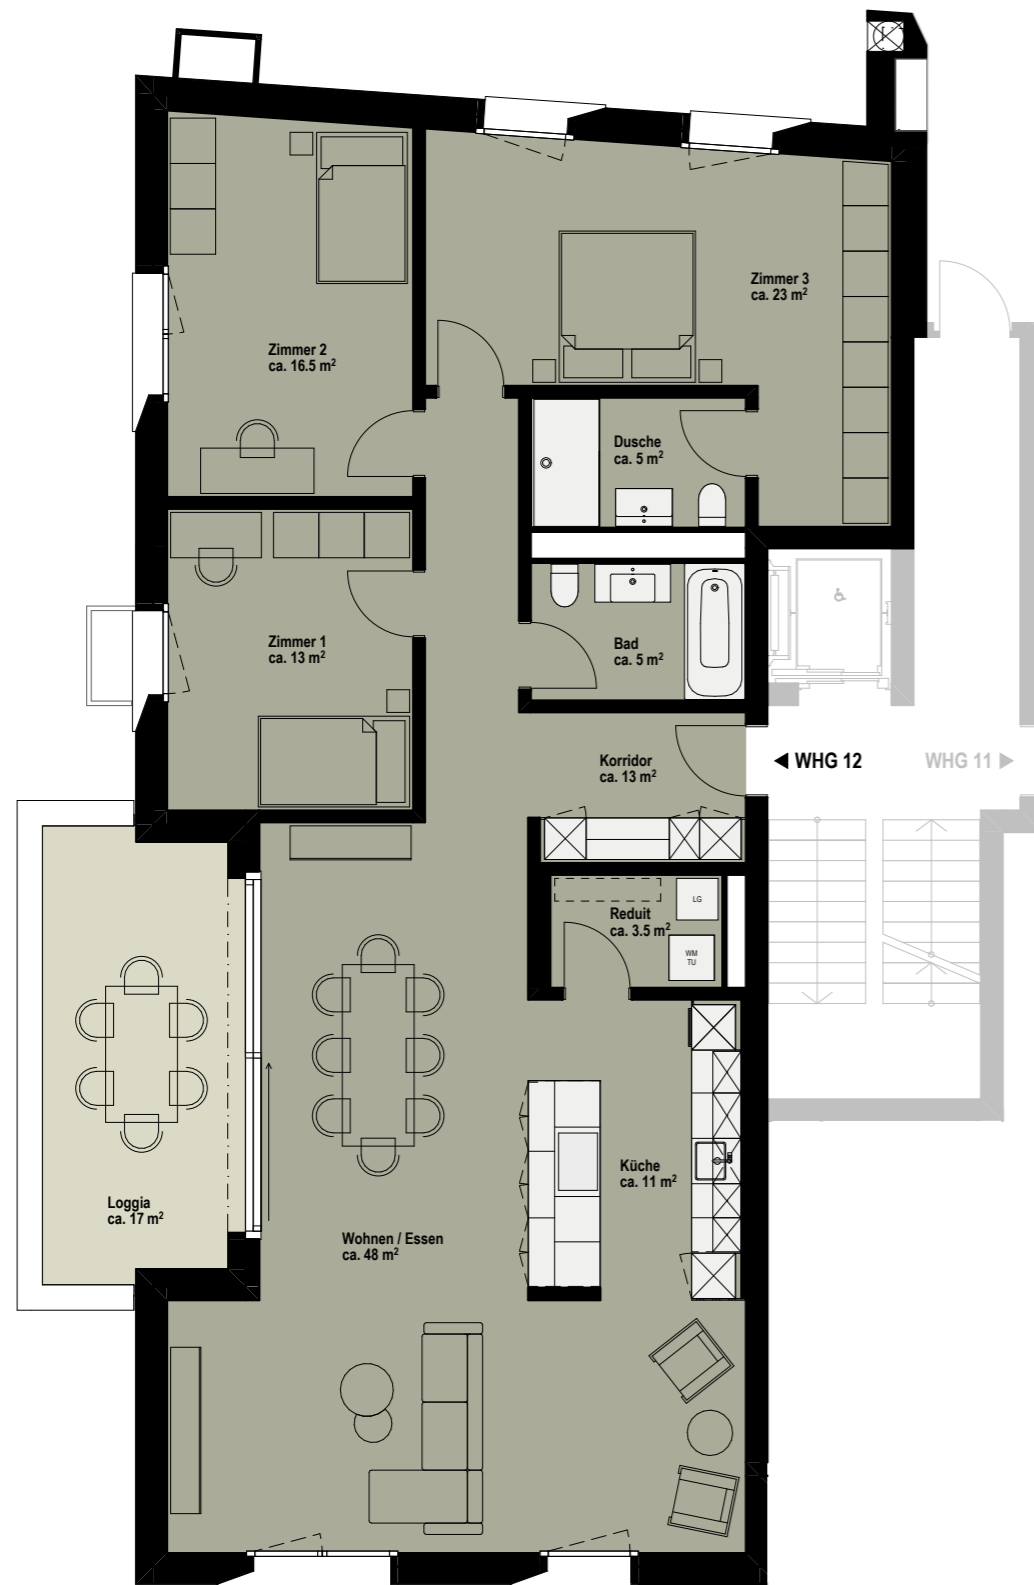 Zimmer 3
ca. 23 m²
Zimmer 2
ca. 16.5 m²
Dusche
ca. 5 m²
Zimmer 1
ca. 13 m²
Bad
ca. 5 m²
Korridor
ca. 13 m²
◀ WHG 12
WHG 11 ▶
Reduit
ca. 3.5 m²
LG
WM
TU
Küche
ca. 11 m²
Loggia
ca. 17 m²
Wohnen / Essen
ca. 48 m²